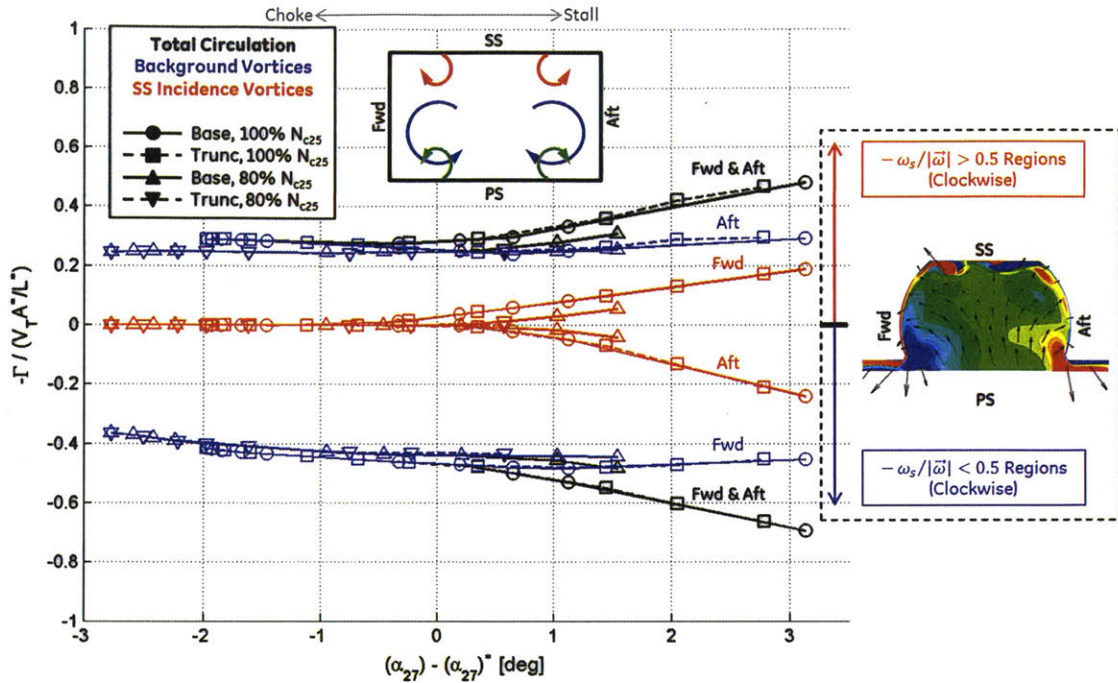 Choke Stall
Total Circulation
Background Vortices
SS Incidence Vortices
Base, 100% N_c25
Trunc, 100% N_c25
Base, 80% N_c25
Trunc, 80% N_c25
SS
Fwd
Aft
PS
Fwd & Aft
Aft
Fwd
Aft
Fwd
Fwd & Aft
− ω_s/|ω⃗| > 0.5 Regions
(Clockwise)
SS
Fwd
Aft
PS
− ω_s/|ω⃗| < 0.5 Regions
(Clockwise)
1
0.8
0.6
0.4
0.2
0
-0.2
-0.4
-0.6
-0.8
-1
-Γ / (V_T A*/L*)
-3 -2 -1 0 1 2 3
(α_27) - (α_27)* [deg]